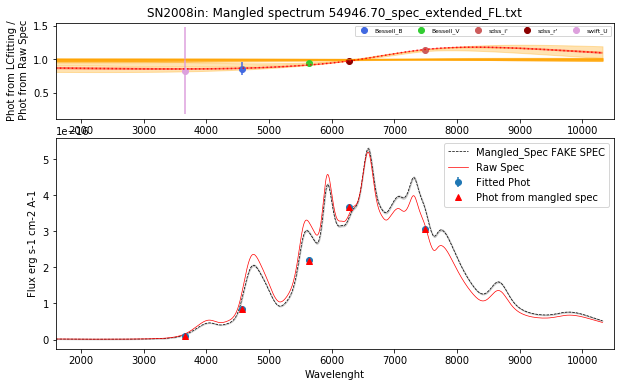 SN2008in: Mangled spectrum 54946.70_spec_extended_FL.txt
Phot from LCfitting /
Phot from Raw Spec
1.5
1.0
0.5
Bessell_B
Bessell_V
sdss_i'
sdss_r'
swift_U
2000 3000 4000 5000 6000 7000 8000 9000 10000
1e−16
Flux erg s-1 cm-2 A-1
5
4
3
2
1
0
Mangled_Spec FAKE SPEC
Raw Spec
Fitted Phot
Phot from mangled spec
2000 3000 4000 5000 6000 7000 8000 9000 10000
Wavelenght